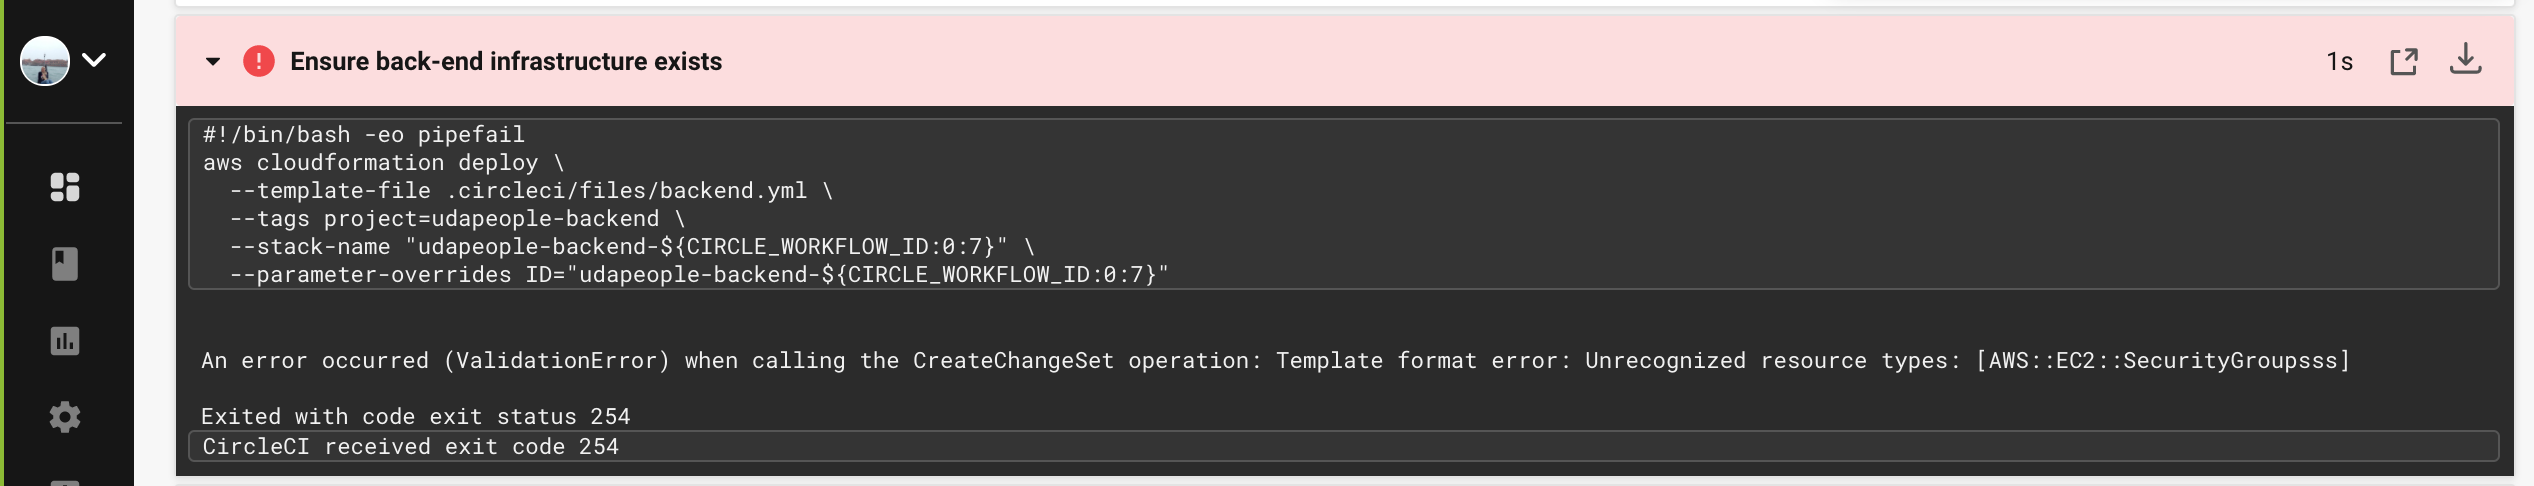 Ensure back-end infrastructure exists
1s
#!/bin/bash -eo pipefail
aws cloudformation deploy \
  --template-file .circleci/files/backend.yml \
  --tags project=udapeople-backend \
  --stack-name "udapeople-backend-${CIRCLE_WORKFLOW_ID:0:7}" \
  --parameter-overrides ID="udapeople-backend-${CIRCLE_WORKFLOW_ID:0:7}"
An error occurred (ValidationError) when calling the CreateChangeSet operation: Template format error: Unrecognized resource types: [AWS::EC2::SecurityGroupsss]
Exited with code exit status 254
CircleCI received exit code 254